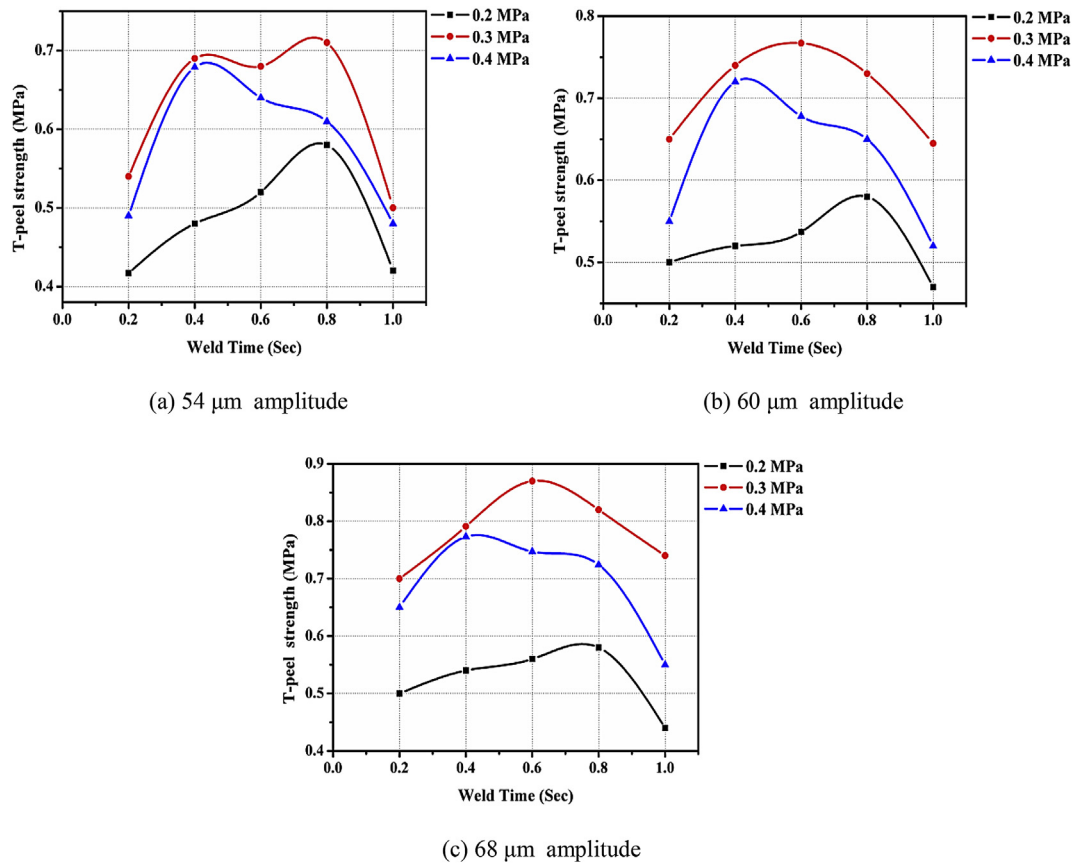 0.2 MPa
0.3 MPa
0.4 MPa
0.7
0.6
0.5
0.4
T-peel strength (MPa)
0.0 0.2 0.4 0.6 0.8 1.0
Weld Time (Sec)
(a) 54 μm amplitude
0.2 MPa
0.3 MPa
0.4 MPa
0.8
0.7
0.6
0.5
T-peel strength (MPa)
0.0 0.2 0.4 0.6 0.8 1.0
Weld Time (Sec)
(b) 60 μm amplitude
0.2 MPa
0.3 MPa
0.4 MPa
0.9
0.8
0.7
0.6
0.5
0.4
T-peel strength (MPa)
0.0 0.2 0.4 0.6 0.8 1.0
Weld Time (Sec)
(c) 68 μm amplitude